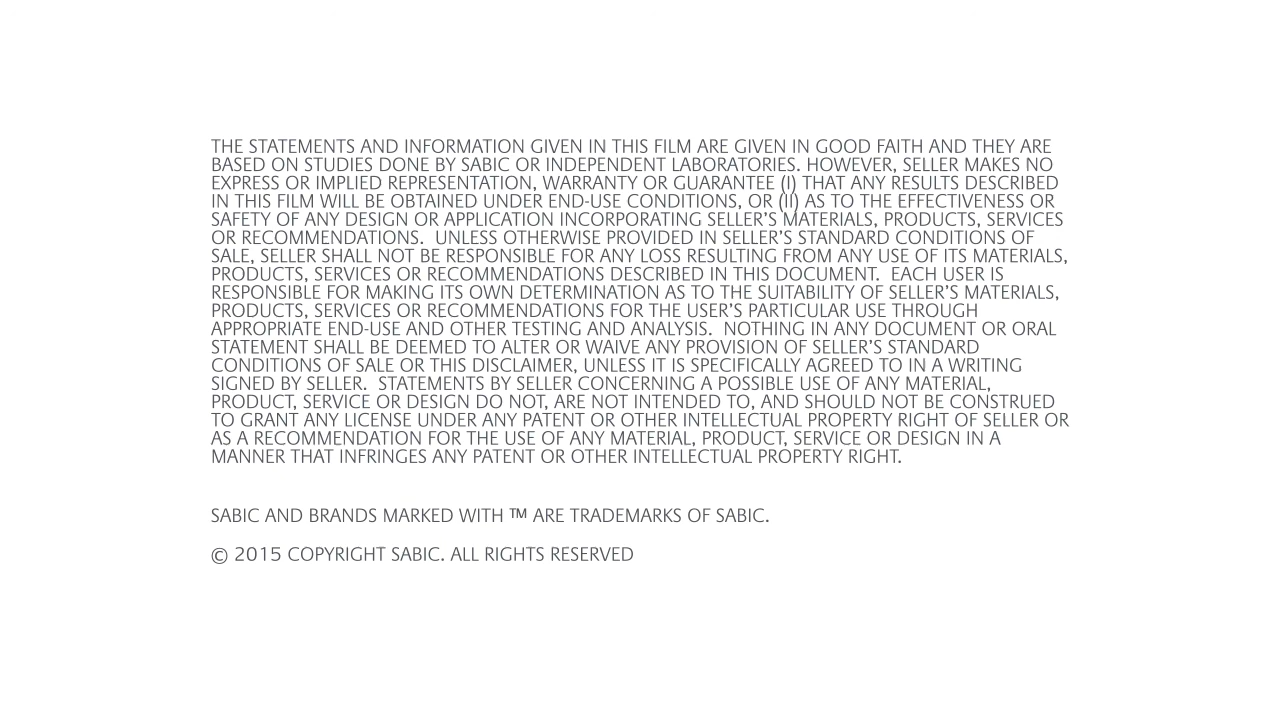 THE STATEMENTS AND INFORMATION GIVEN IN THIS FILM ARE GIVEN IN GOOD FAITH AND THEY ARE
BASED ON STUDIES DONE BY SABIC OR INDEPENDENT LABORATORIES. HOWEVER, SELLER MAKES NO
EXPRESS OR IMPLIED REPRESENTATION, WARRANTY OR GUARANTEE (I) THAT ANY RESULTS DESCRIBED
IN THIS FILM WILL BE OBTAINED UNDER END-USE CONDITIONS, OR (II) AS TO THE EFFECTIVENESS OR
SAFETY OF ANY DESIGN OR APPLICATION INCORPORATING SELLER’S MATERIALS, PRODUCTS, SERVICES
OR RECOMMENDATIONS.  UNLESS OTHERWISE PROVIDED IN SELLER’S STANDARD CONDITIONS OF
SALE, SELLER SHALL NOT BE RESPONSIBLE FOR ANY LOSS RESULTING FROM ANY USE OF ITS MATERIALS,
PRODUCTS, SERVICES OR RECOMMENDATIONS DESCRIBED IN THIS DOCUMENT.  EACH USER IS
RESPONSIBLE FOR MAKING ITS OWN DETERMINATION AS TO THE SUITABILITY OF SELLER’S MATERIALS,
PRODUCTS, SERVICES OR RECOMMENDATIONS FOR THE USER’S PARTICULAR USE THROUGH
APPROPRIATE END-USE AND OTHER TESTING AND ANALYSIS.  NOTHING IN ANY DOCUMENT OR ORAL
STATEMENT SHALL BE DEEMED TO ALTER OR WAIVE ANY PROVISION OF SELLER’S STANDARD
CONDITIONS OF SALE OR THIS DISCLAIMER, UNLESS IT IS SPECIFICALLY AGREED TO IN A WRITING
SIGNED BY SELLER.  STATEMENTS BY SELLER CONCERNING A POSSIBLE USE OF ANY MATERIAL,
PRODUCT, SERVICE OR DESIGN DO NOT, ARE NOT INTENDED TO, AND SHOULD NOT BE CONSTRUED
TO GRANT ANY LICENSE UNDER ANY PATENT OR OTHER INTELLECTUAL PROPERTY RIGHT OF SELLER OR
AS A RECOMMENDATION FOR THE USE OF ANY MATERIAL, PRODUCT, SERVICE OR DESIGN IN A
MANNER THAT INFRINGES ANY PATENT OR OTHER INTELLECTUAL PROPERTY RIGHT.
SABIC AND BRANDS MARKED WITH ™ ARE TRADEMARKS OF SABIC.
© 2015 COPYRIGHT SABIC. ALL RIGHTS RESERVED